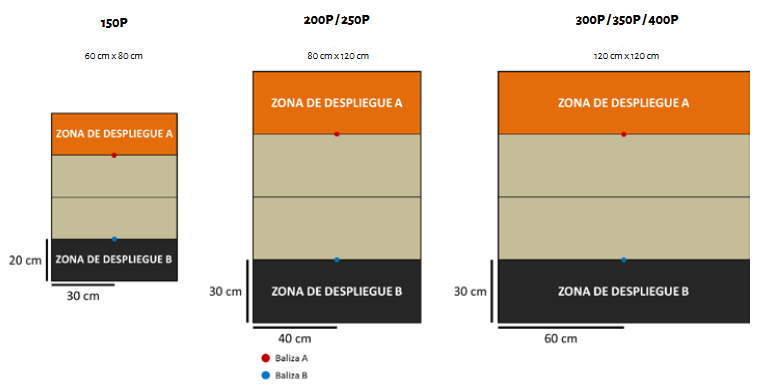 150P
60 cm x 80 cm
ZONA DE DESPLIEGUE A
ZONA DE DESPLIEGUE B
20 cm
30 cm
200P / 250P
80 cm x 120 cm
ZONA DE DESPLIEGUE A
ZONA DE DESPLIEGUE B
30 cm
40 cm
Baliza A
Baliza B
300P / 350P / 400P
120 cm x 120 cm
ZONA DE DESPLIEGUE A
ZONA DE DESPLIEGUE B
30 cm
60 cm